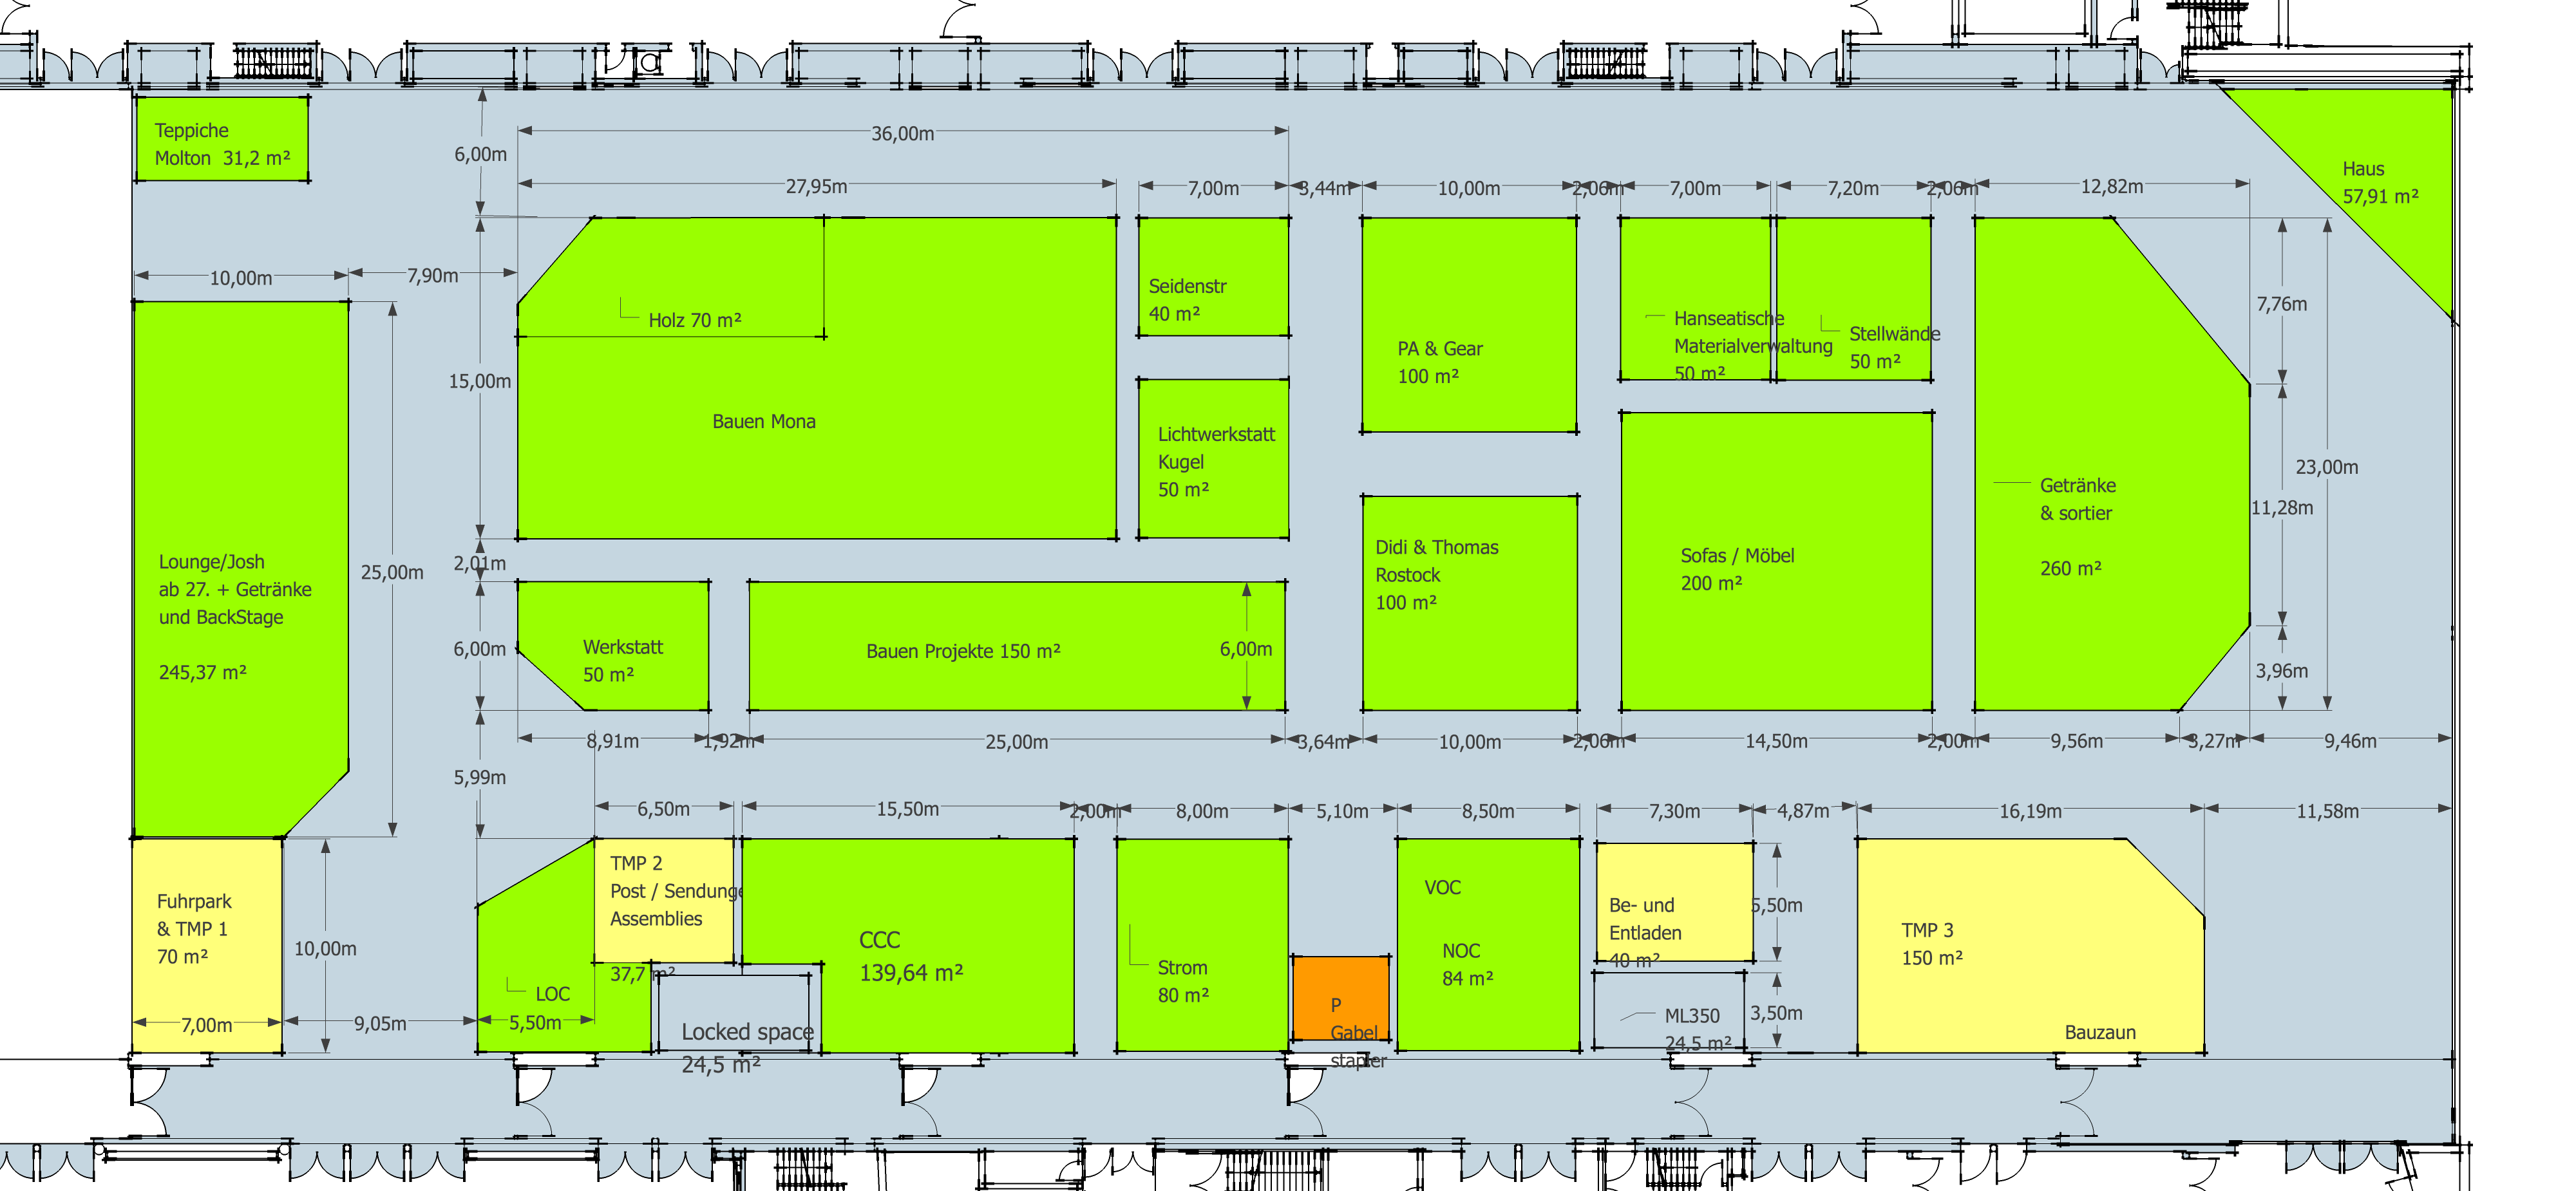 Teppiche
Molton 31,2 m²
6,00m
36,00m
27,95m
7,00m
3,44m
10,00m
2,06m
7,00m
7,20m
2,06m
12,82m
Haus
57,91 m²
10,00m
7,90m
Holz 70 m²
Seidenstr
40 m²
PA & Gear
100 m²
Hanseatische
Materialverwaltung
50 m²
Stellwände
50 m²
7,76m
15,00m
Bauen Mona
Lichtwerkstatt
Kugel
50 m²
23,00m
Getränke
& sortier
260 m²
11,28m
Lounge/Josh
ab 27. + Getränke
und BackStage
245,37 m²
25,00m
2,01m
Didi & Thomas
Rostock
100 m²
Sofas / Möbel
200 m²
6,00m
Werkstatt
50 m²
Bauen Projekte 150 m²
6,00m
3,96m
8,91m
1,92m
25,00m
3,64m
10,00m
2,06m
14,50m
2,00m
9,56m
3,27m
9,46m
5,99m
6,50m
15,50m
2,00m
8,00m
5,10m
8,50m
7,30m
4,87m
16,19m
11,58m
Fuhrpark
& TMP 1
70 m²
7,00m
10,00m
9,05m
TMP 2
Post / Sendunge
Assemblies
37,7 m²
LOC
5,50m
Locked space
24,5 m²
CCC
139,64 m²
Strom
80 m²
P
Gabel
stapler
VOC
NOC
84 m²
Be- und
Entladen
40 m²
5,50m
ML350
24,5 m²
3,50m
TMP 3
150 m²
Bauzaun